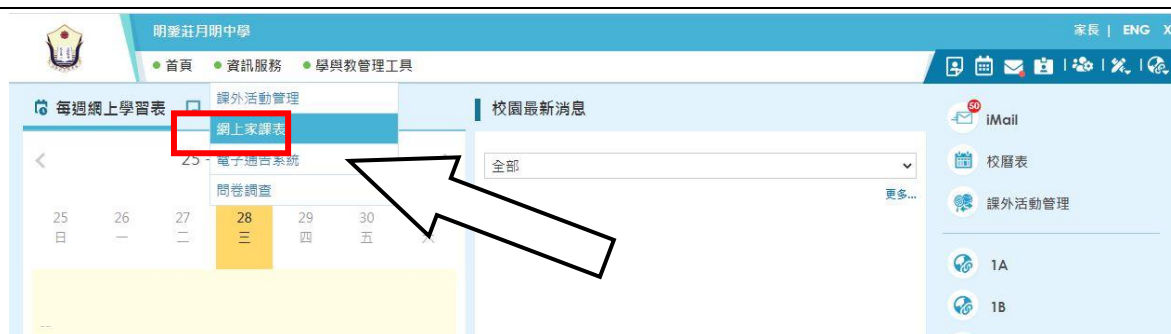 明愛莊月明中學
家長 | ENG X
首頁 資訊服務 學與教管理工具
每週網上學習表
課外活動管理
網上家課表
電子通告系統
問卷調查
25 -
25 26 27 28 29 30
日 一 二 三 四 五 六
校園最新消息
全部
更多...
50
iMail
校曆表
課外活動管理
1A
1B